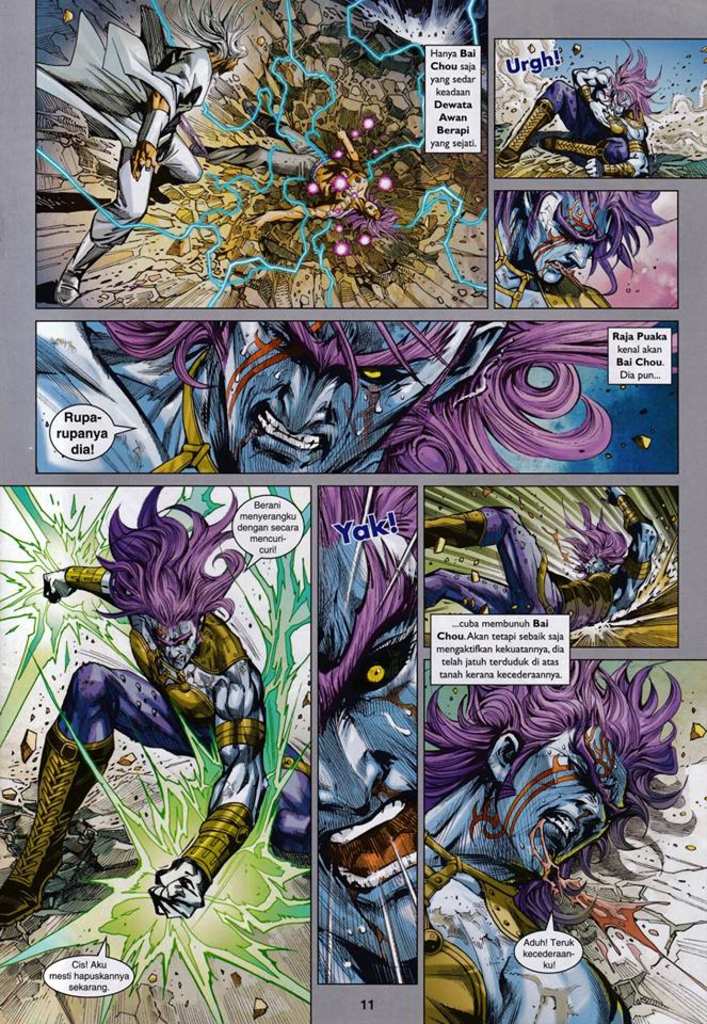 Hanya Bai
Chou saja
yang sedar
keadaan
Dewata
Awan
Berapi
yang sejati.
Urgh!
Raja Puaka
kenal akan
Bai Chou.
Dia pun...
Rupa-
rupanya
dia!
Berani
menyerangku
dengan secara
mencuri-
curi!
Cis! Aku
mesti hapuskannya
sekarang.
Yak!
...cuba membunuh Bai
Chou. Akan tetapi sebaik saja
mengaktifkan kekuatannya, dia
telah jatuh terduduk di atas
tanah kerana kecederaannya.
Aduh! Teruk
kecederaan-
ku!
11